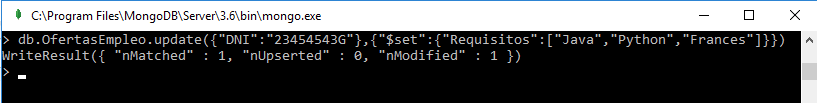 C:\Program Files\MongoDB\Server\3.6\bin\mongo.exe
> db.OfertasEmpleo.update({"DNI":"23454543G"},{"$set":{"Requisitos":["Java","Python","Frances"]}})
WriteResult({ "nMatched" : 1, "nUpserted" : 0, "nModified" : 1 })
>